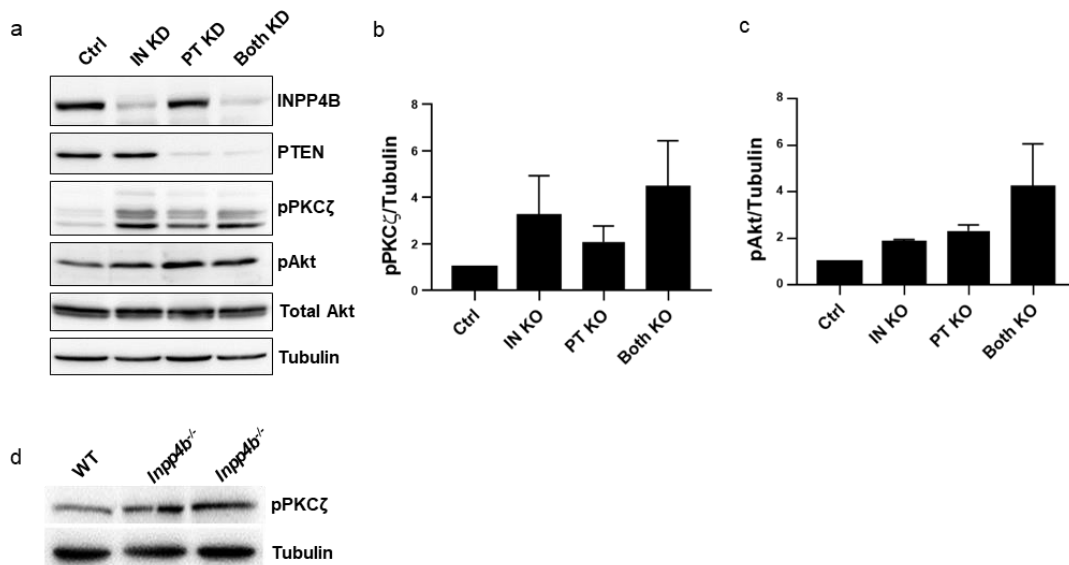 a
Ctrl IN KD PT KD Both KD
INPP4B
PTEN
pPKCζ
pAkt
Total Akt
Tubulin
b
pPKCζ/Tubulin
8
6
4
2
0
Ctrl IN KO PT KO Both KO
c
pAkt/Tubulin
8
6
4
2
0
Ctrl IN KO PT KO Both KO
d
WT Inpp4b-/- Inpp4b-/-
pPKCζ
Tubulin